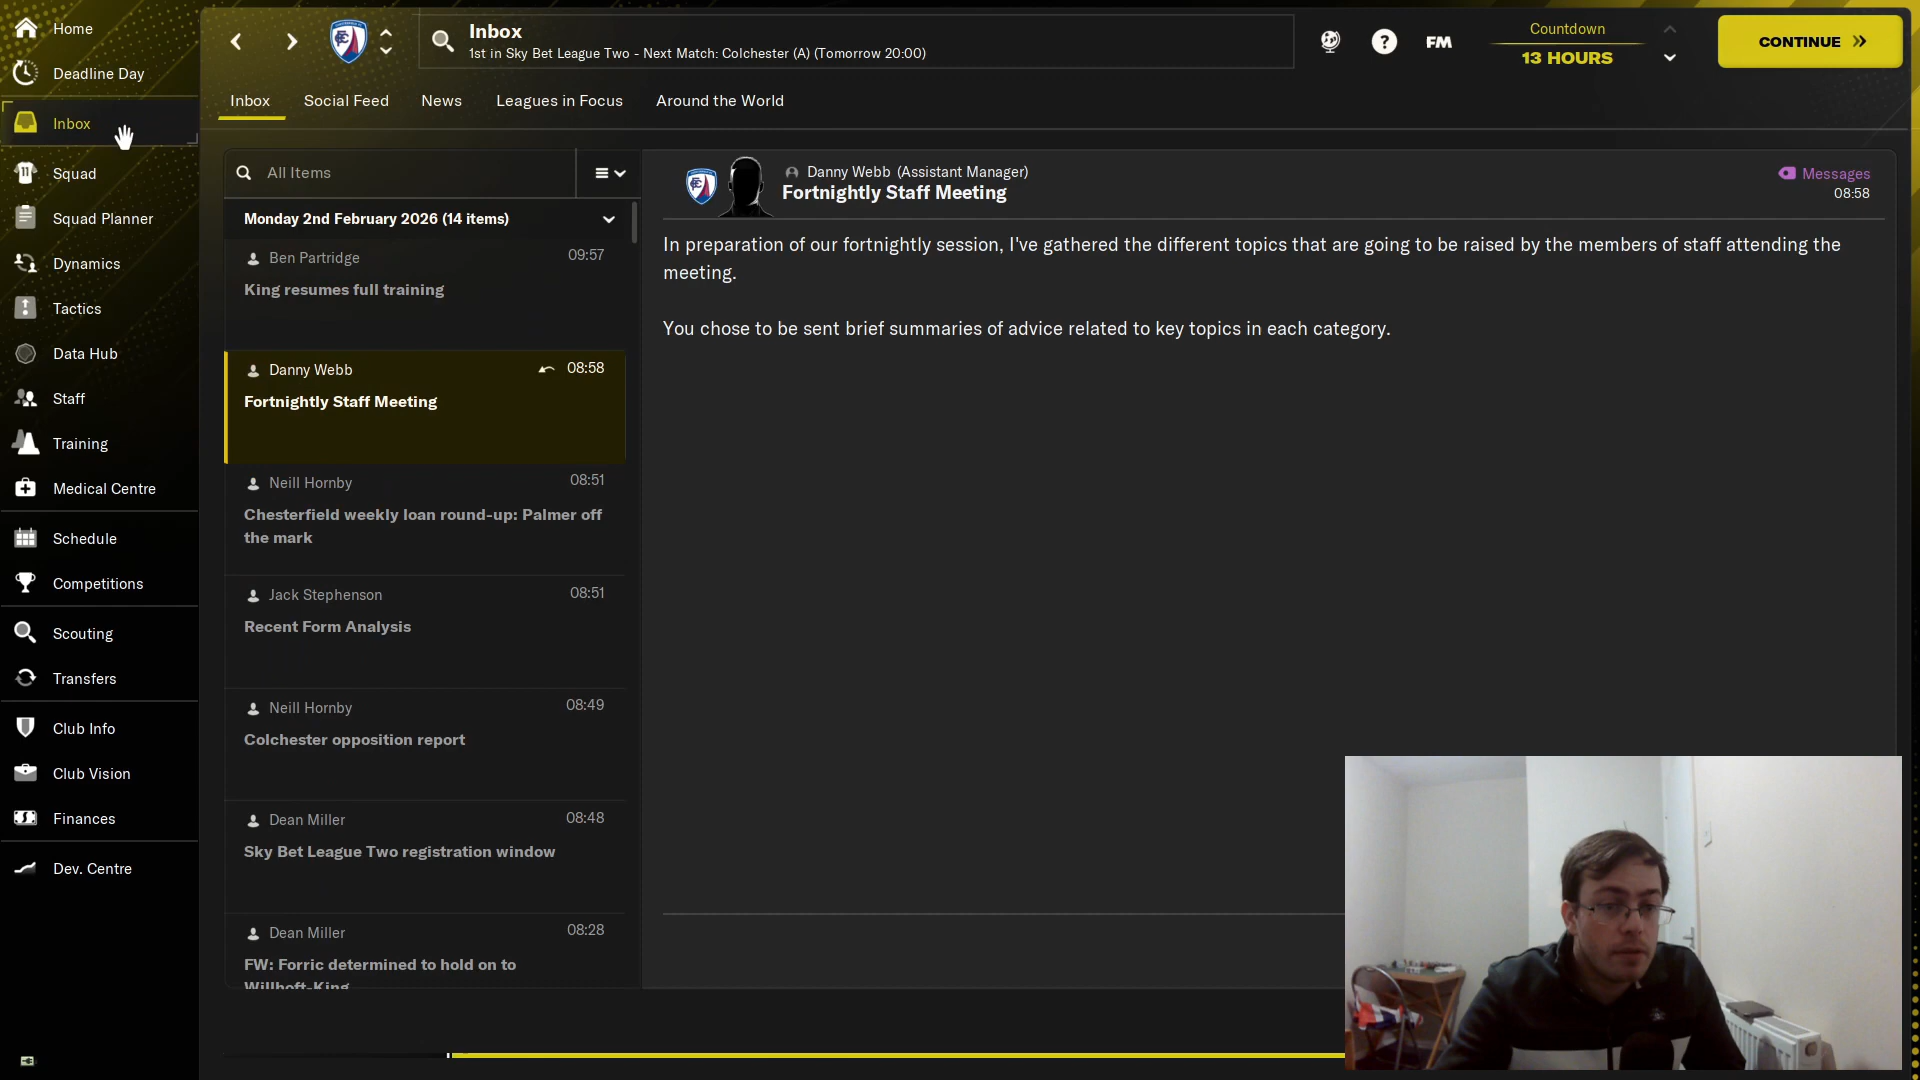 Home
Deadline Day
Inbox
Squad
Squad Planner
Dynamics
Tactics
Data Hub
Staff
Training
Medical Centre
Schedule
Competitions
Scouting
Transfers
Club Info
Club Vision
Finances
Dev. Centre
Inbox
1st in Sky Bet League Two - Next Match: Colchester (A) (Tomorrow 20:00)
FM
Countdown
13 HOURS
CONTINUE
Inbox
Social Feed
News
Leagues in Focus
Around the World
All Items
Monday 2nd February 2026 (14 items)
Ben Partridge 09:57
King resumes full training
Danny Webb 08:58
Fortnightly Staff Meeting
Neill Hornby 08:51
Chesterfield weekly loan round-up: Palmer off
the mark
Jack Stephenson 08:51
Recent Form Analysis
Neill Hornby 08:49
Colchester opposition report
Dean Miller 08:48
Sky Bet League Two registration window
Dean Miller 08:28
FW: Forric determined to hold on to
Willhoft-King
Danny Webb (Assistant Manager)
Fortnightly Staff Meeting
Messages
08:58
In preparation of our fortnightly session, I've gathered the different topics that are going to be raised by the members of staff attending the
meeting.
You chose to be sent brief summaries of advice related to key topics in each category.